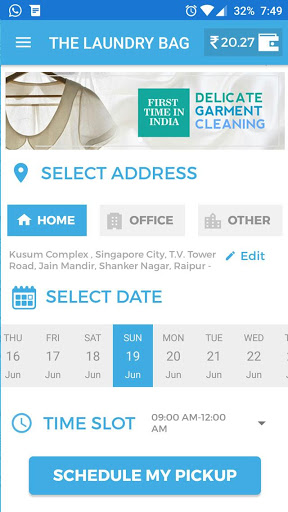 32% 7:49
THE LAUNDRY BAG ₹ 20.27
FIRST
TIME IN
INDIA
DELICATE
GARMENT
CLEANING
SELECT ADDRESS
HOME OFFICE OTHER
Kusum Complex , Singapore City, T.V. Tower
Road, Jain Mandir, Shanker Nagar, Raipur -
Edit
SELECT DATE
THU FRI SAT SUN MON TUE WED
16 17 18 19 20 21 22
Jun Jun Jun Jun Jun Jun Jun
TIME SLOT
09:00 AM-12:00
AM
SCHEDULE MY PICKUP